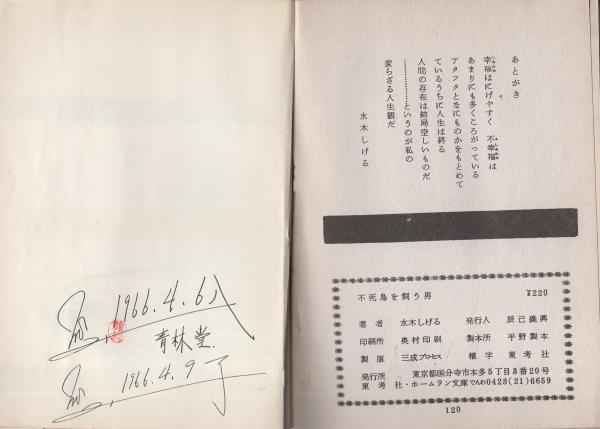 1966.4.6
青林堂
1966.4.9 了
あとがき
幸福はにげやすく 不幸福は
あまりにも多くころがっている
アタフタとなにものかをもとめて
ているうちに人生は終る
人間の存在は結局空しいものだ
……………というのが私の
変らざる人生観だ
水木しげる
不死鳥を飼う男 ¥220
著者 水木しげる 発行人 辰己義興
印刷所 奥村印刷 製本所 平野製本
製版 三成プロセス 植字 東考社
発行所 東京都国分寺市本多5丁目3番20号
東考社・ホームラン文庫 でんわ0423(21)6659
120